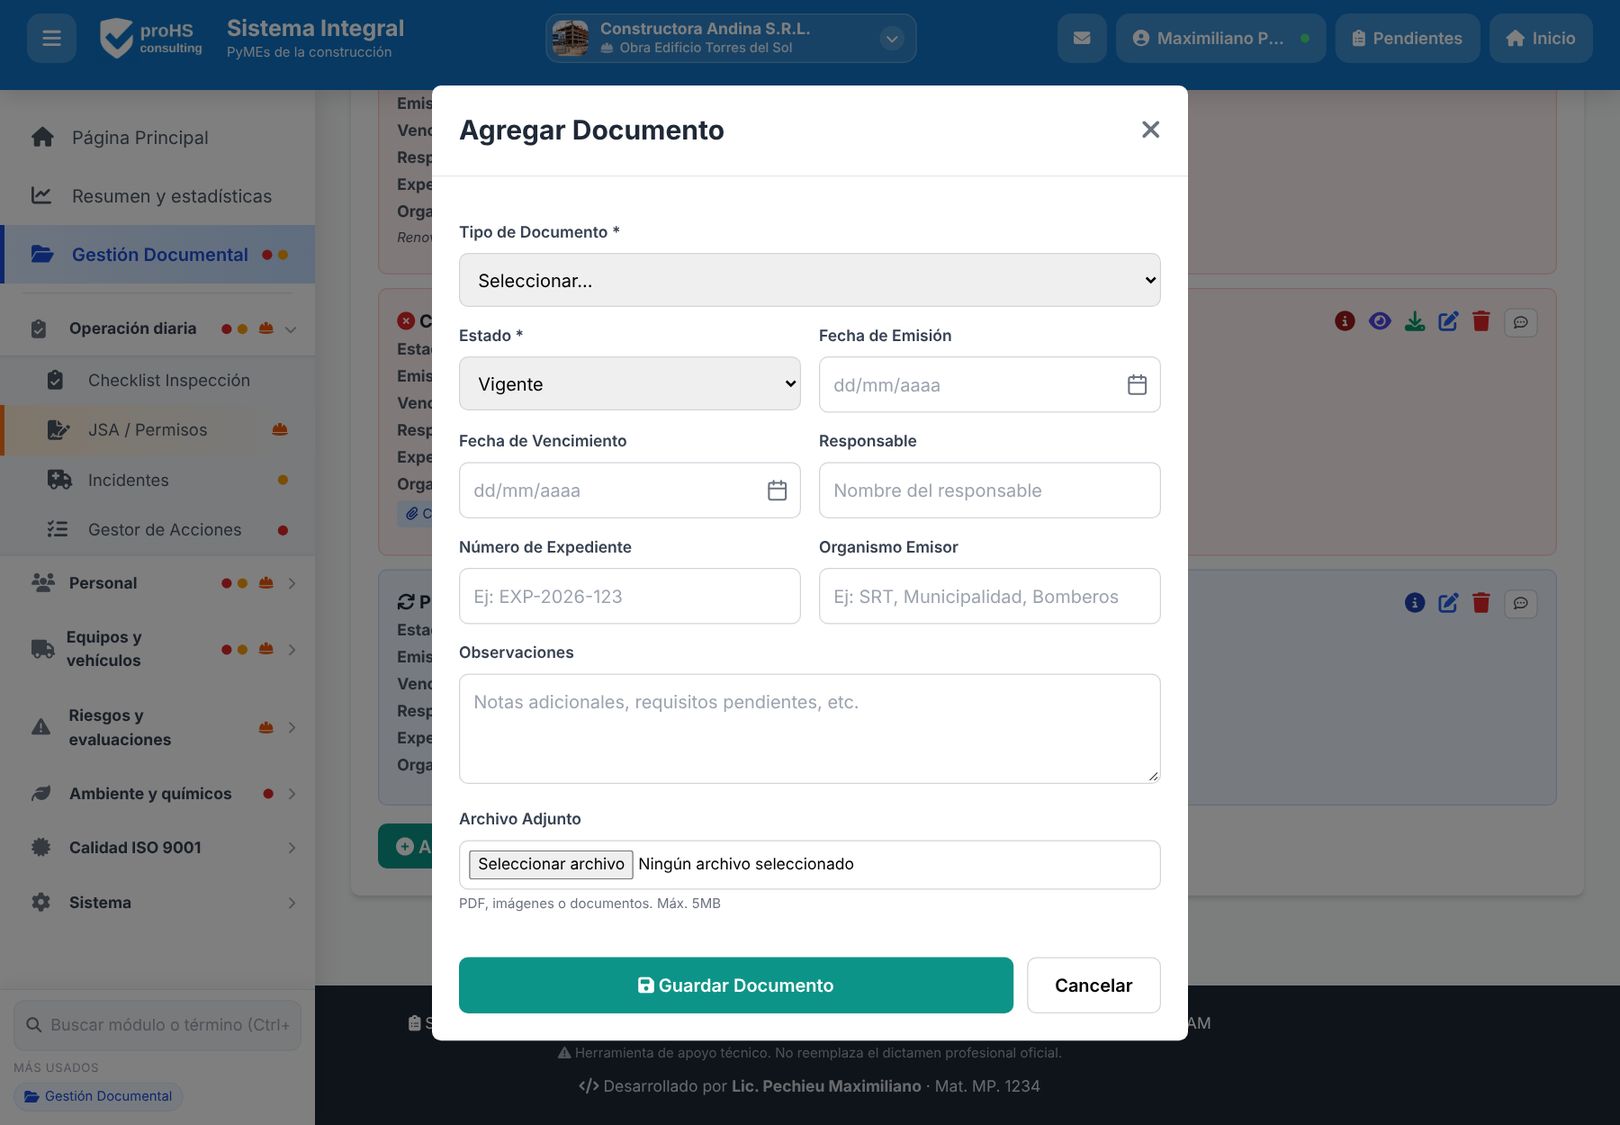 proHS
consulting
Sistema Integral
PyMEs de la construcción
Constructora Andina S.R.L.
Obra Edificio Torres del Sol
Maximiliano P...
Pendientes
Inicio
Página Principal
Resumen y estadísticas
Gestión Documental
Operación diaria
Checklist Inspección
JSA / Permisos
Incidentes
Gestor de Acciones
Personal
Equipos y
vehículos
Riesgos y
evaluaciones
Ambiente y químicos
Calidad ISO 9001
Sistema
Buscar módulo o término (Ctrl+
MÁS USADOS
Gestión Documental
Agregar Documento
Tipo de Documento *
Seleccionar...
Estado *
Vigente
Fecha de Emisión
dd/mm/aaaa
Fecha de Vencimiento
dd/mm/aaaa
Responsable
Nombre del responsable
Número de Expediente
Ej: EXP-2026-123
Organismo Emisor
Ej: SRT, Municipalidad, Bomberos
Observaciones
Notas adicionales, requisitos pendientes, etc.
Archivo Adjunto
Seleccionar archivo Ningún archivo seleccionado
PDF, imágenes o documentos. Máx. 5MB
Guardar Documento
Cancelar
Herramienta de apoyo técnico. No reemplaza el dictamen profesional oficial.
Desarrollado por Lic. Pechieu Maximiliano · Mat. MP. 1234